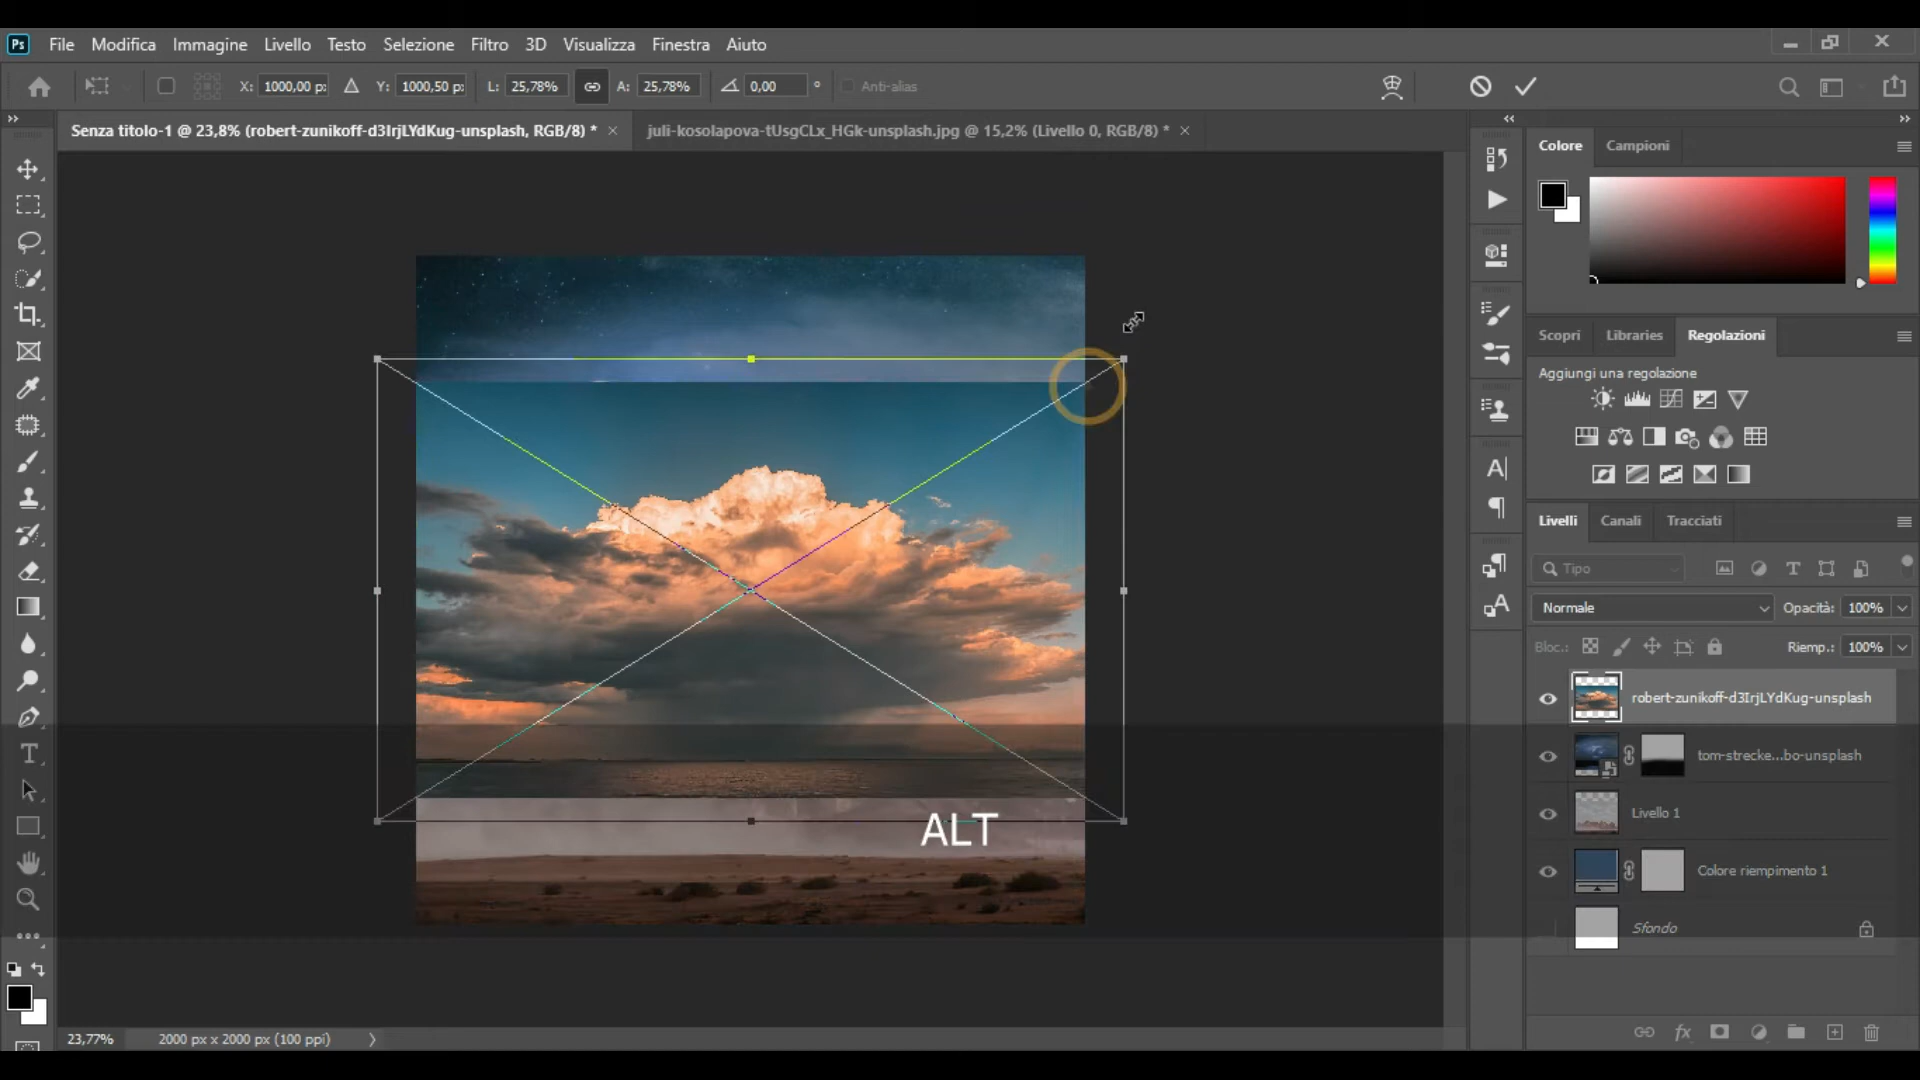 Ps File Modifica Immagine Livello Testo Selezione Filtro 3D Visualizza Finestra Aiuto
X: 1000,00 p: Y: 1000,50 p: L: 25,78% A: 25,78% 0,00 ° Anti-alias
Senza titolo-1 @ 23,8% (robert-zunikoff-d3IrjLYdKug-unsplash, RGB/8) * × juli-kosolapova-tUsgCLx_HGk-unsplash.jpg @ 15,2% (Livello 0, RGB/8) * ×
Colore Campioni
Scopri Libraries Regolazioni
Aggiungi una regolazione
Livelli Canali Tracciati
Tipo
Normale Opacità: 100%
Bloc.: Riemp.: 100%
robert-zunikoff-d3IrjLYdKug-unsplash
tom-strecke...bo-unsplash
Livello 1
Colore riempimento 1
Sfondo
ALT
23,77% 2000 px x 2000 px (100 ppi)